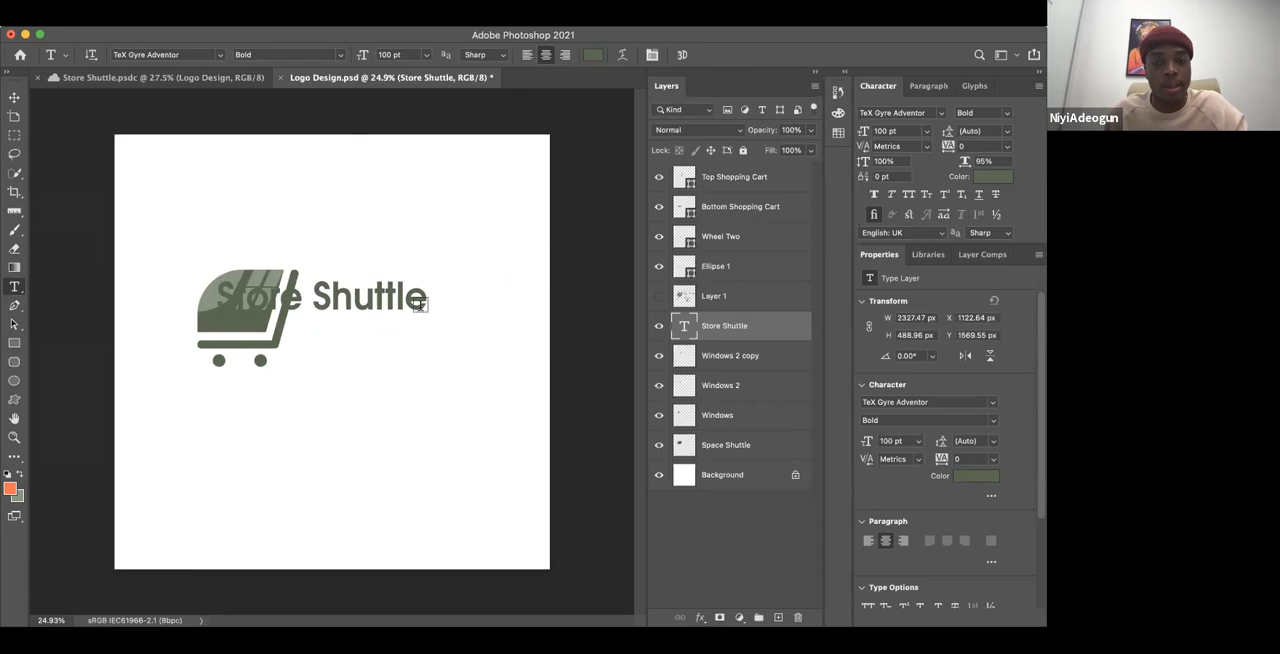 Adobe Photoshop 2021
T TeX Gyre Adventor Bold 100 pt Sharp 3D
Store Shuttle.psdc @ 27.5% (Logo Design, RGB/8) Logo Design.psd @ 24.9% (Store Shuttle, RGB/8) *
Store Shuttle
24.93% sRGB IEC61966-2.1 (8bpc)
Layers
Kind
Normal Opacity: 100%
Lock: Fill: 100%
Top Shopping Cart
Bottom Shopping Cart
Wheel Two
Ellipse 1
Layer 1
Store Shuttle
Windows 2 copy
Windows 2
Windows
Space Shuttle
Background
Character Paragraph Glyphs
TeX Gyre Adventor Bold
100 pt (Auto)
Metrics 0
100% 95%
0 pt Color:
English: UK Sharp
Properties Libraries Layer Comps
Type Layer
Transform
W 2327.47 px X 1122.64 px
H 488.96 px Y 1569.55 px
0.00°
Character
TeX Gyre Adventor
Bold
100 pt (Auto)
Metrics 0
Color
Paragraph
Type Options
NiyiAdeogun